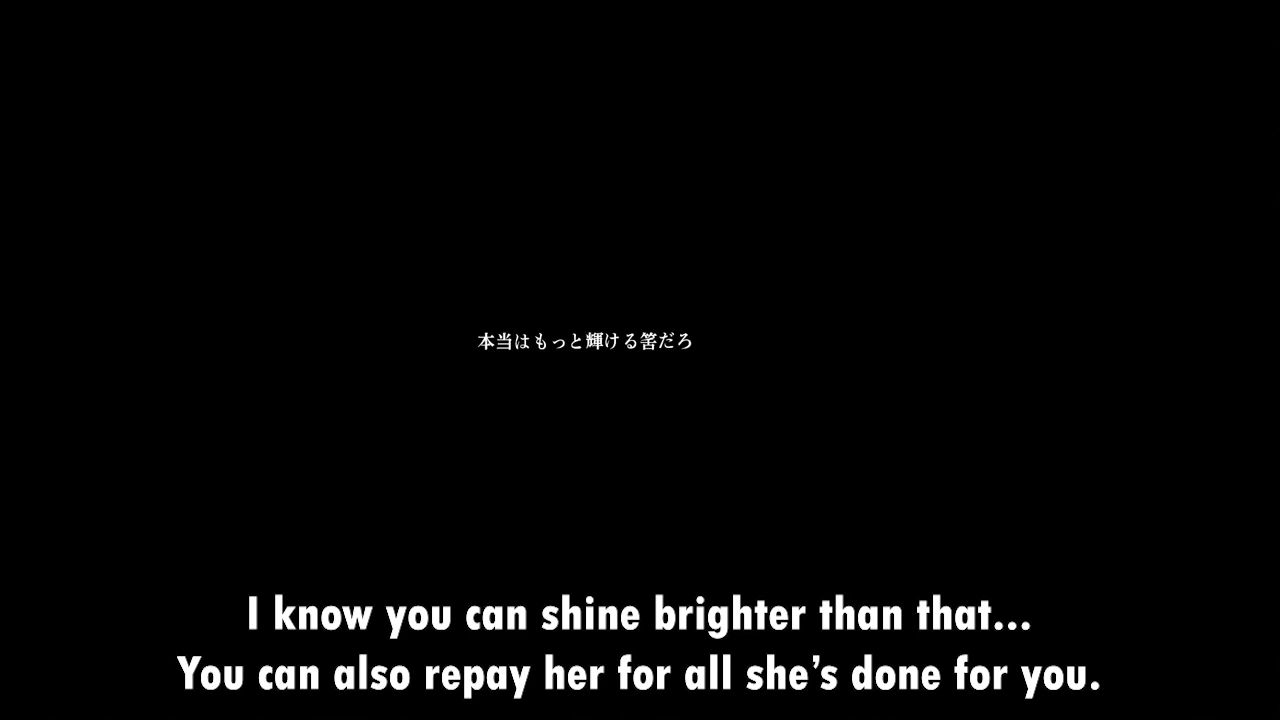 本当はもっと輝ける筈だろ
I know you can shine brighter than that...
You can also repay her for all she’s done for you.